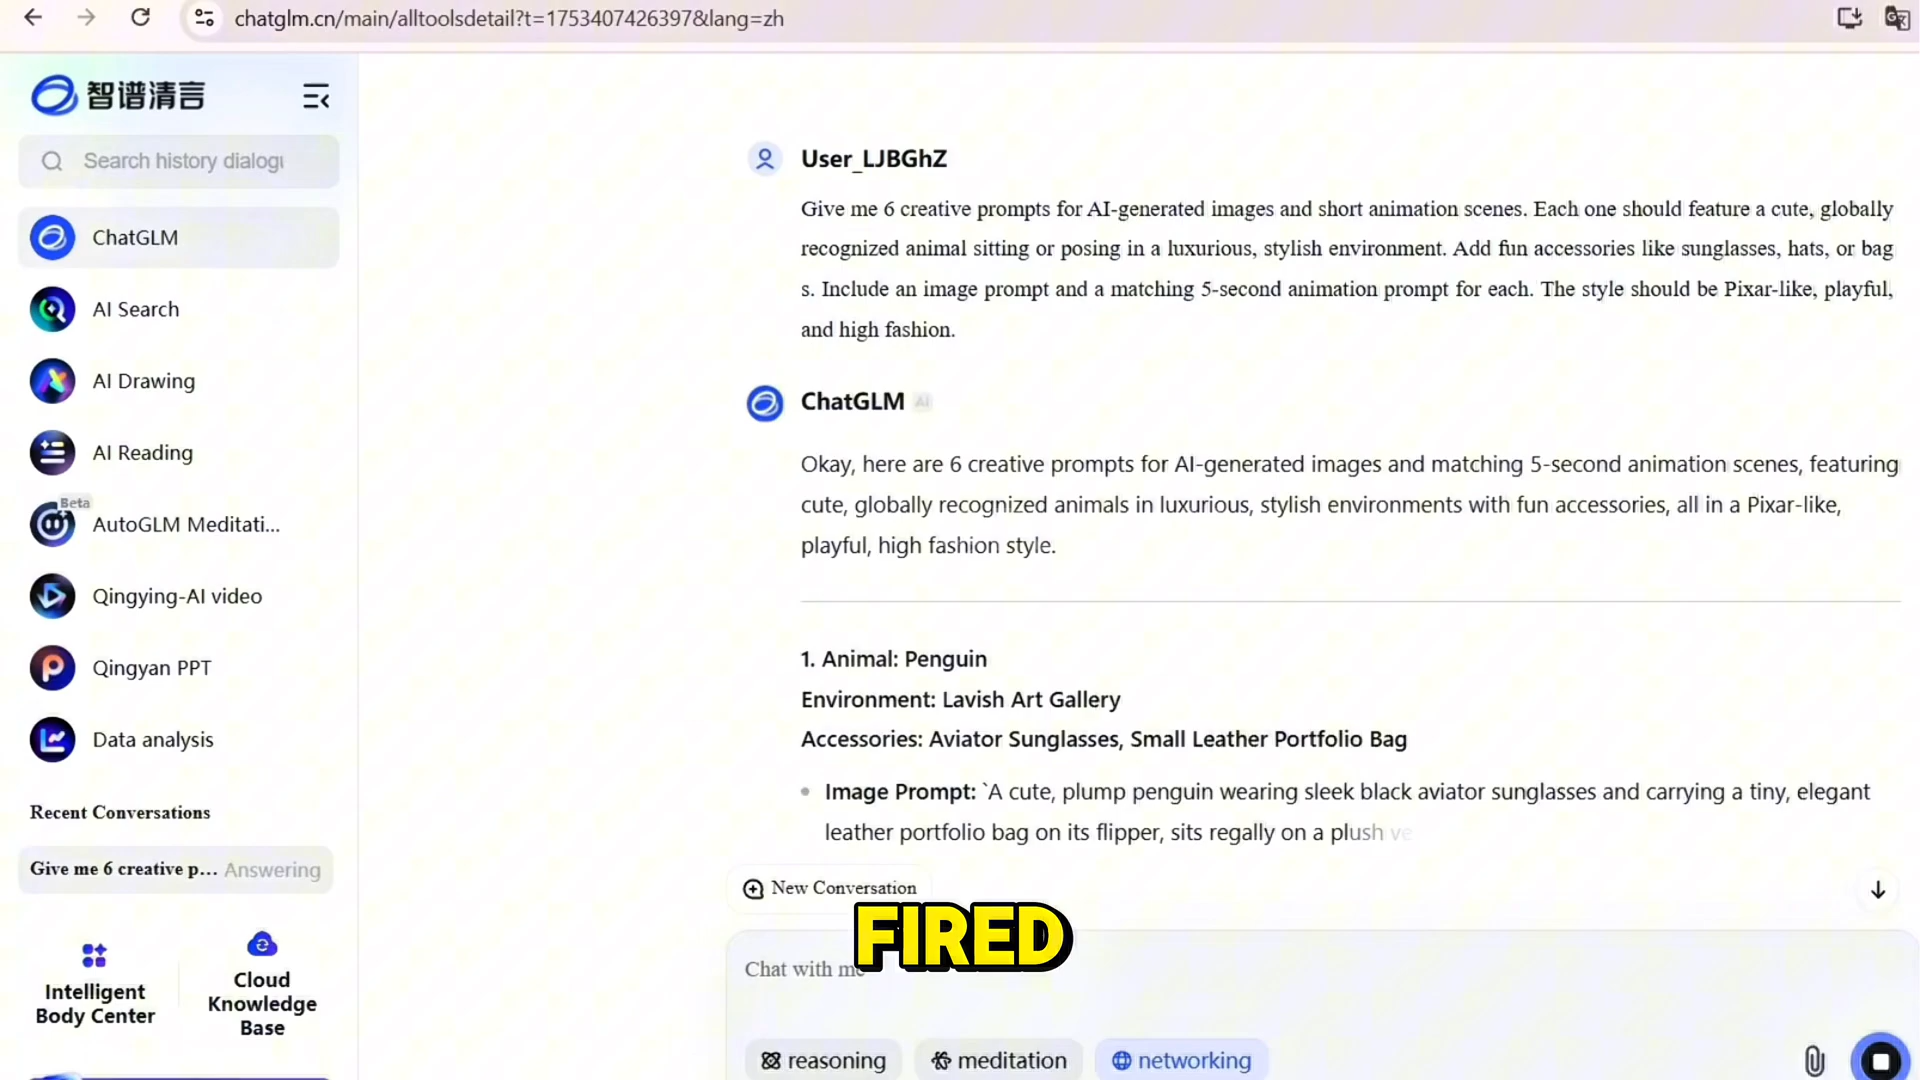 chatglm.cn/main/alltoolsdetail?t=1753407426397&lang=zh
智谱清言
Search history dialogu
ChatGLM
AI Search
AI Drawing
AI Reading
Beta
AutoGLM Meditati...
Qingying-AI video
Qingyan PPT
Data analysis
Recent Conversations
Give me 6 creative p... Answering
Intelligent
Body Center
Cloud
Knowledge
Base
User_LJBGhZ
Give me 6 creative prompts for AI-generated images and short animation scenes. Each one should feature a cute, globally
recognized animal sitting or posing in a luxurious, stylish environment. Add fun accessories like sunglasses, hats, or bag
s. Include an image prompt and a matching 5-second animation prompt for each. The style should be Pixar-like, playful,
and high fashion.
ChatGLM AI
Okay, here are 6 creative prompts for AI-generated images and matching 5-second animation scenes, featuring
cute, globally recognized animals in luxurious, stylish environments with fun accessories, all in a Pixar-like,
playful, high fashion style.
1. Animal: Penguin
Environment: Lavish Art Gallery
Accessories: Aviator Sunglasses, Small Leather Portfolio Bag
Image Prompt: `A cute, plump penguin wearing sleek black aviator sunglasses and carrying a tiny, elegant
leather portfolio bag on its flipper, sits regally on a plush ve
New Conversation
FIRED
Chat with me
reasoning
meditation
networking